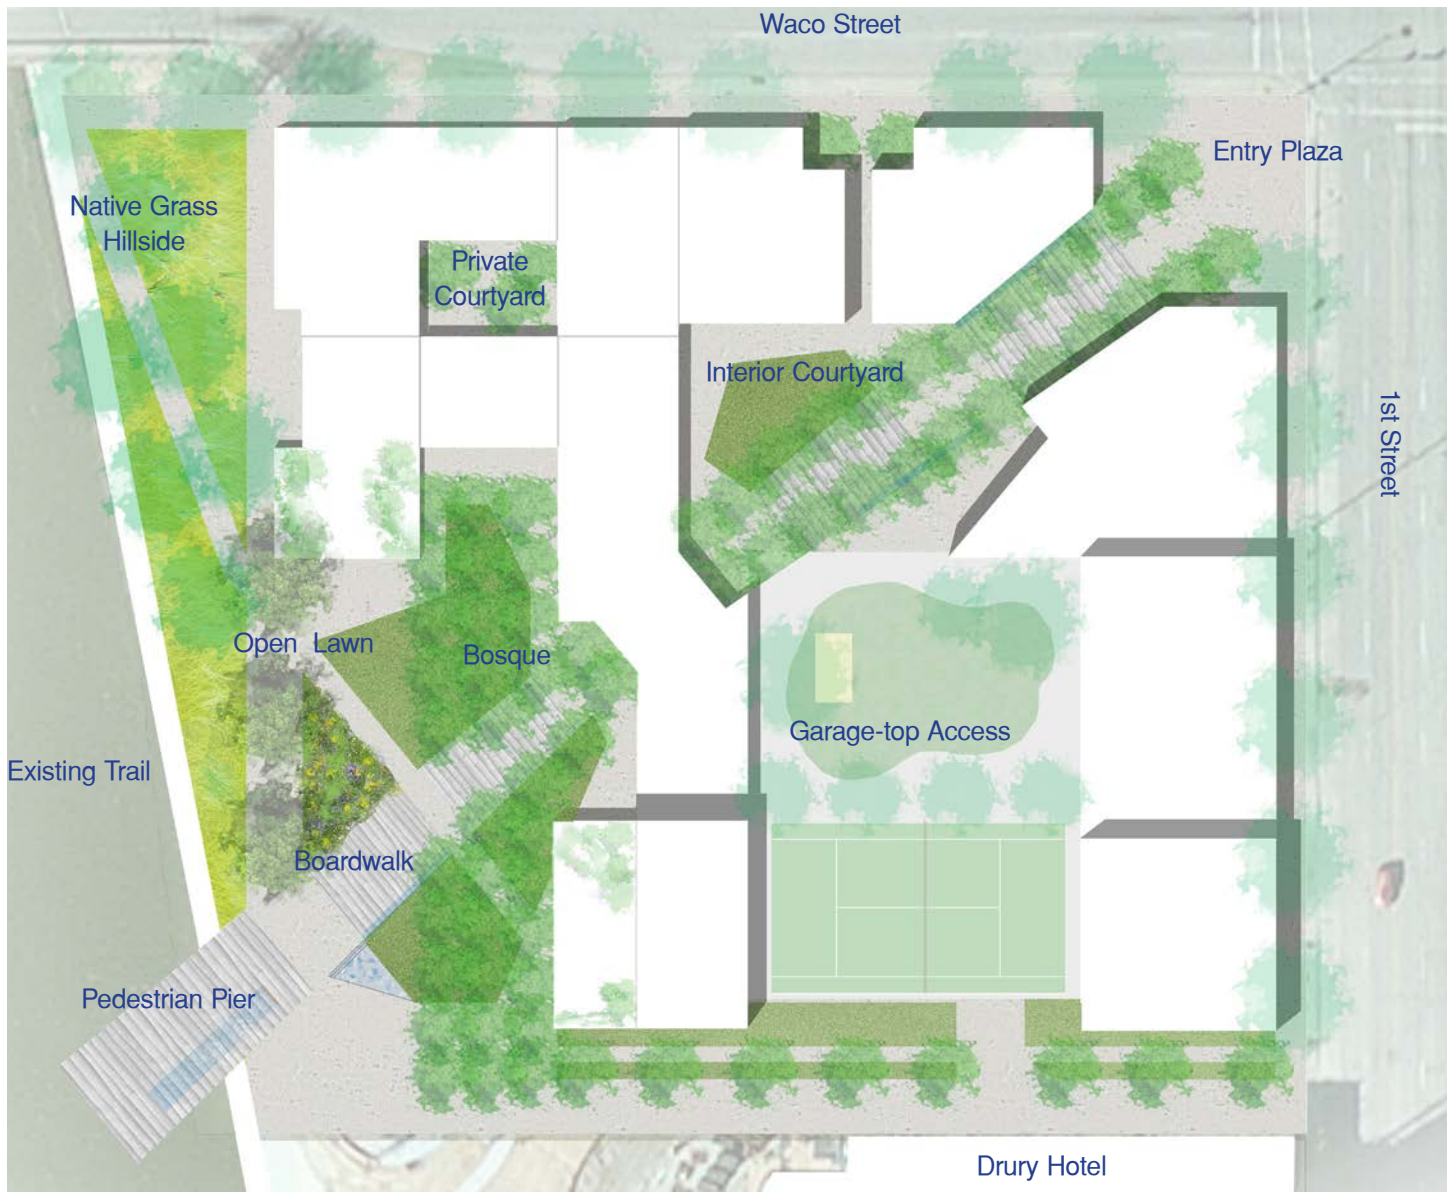 Waco Street
Entry Plaza
Native Grass
Hillside
Private
Courtyard
Interior Courtyard
1st Street
Open Lawn
Bosque
Garage-top Access
Existing Trail
Boardwalk
Pedestrian Pier
Drury Hotel